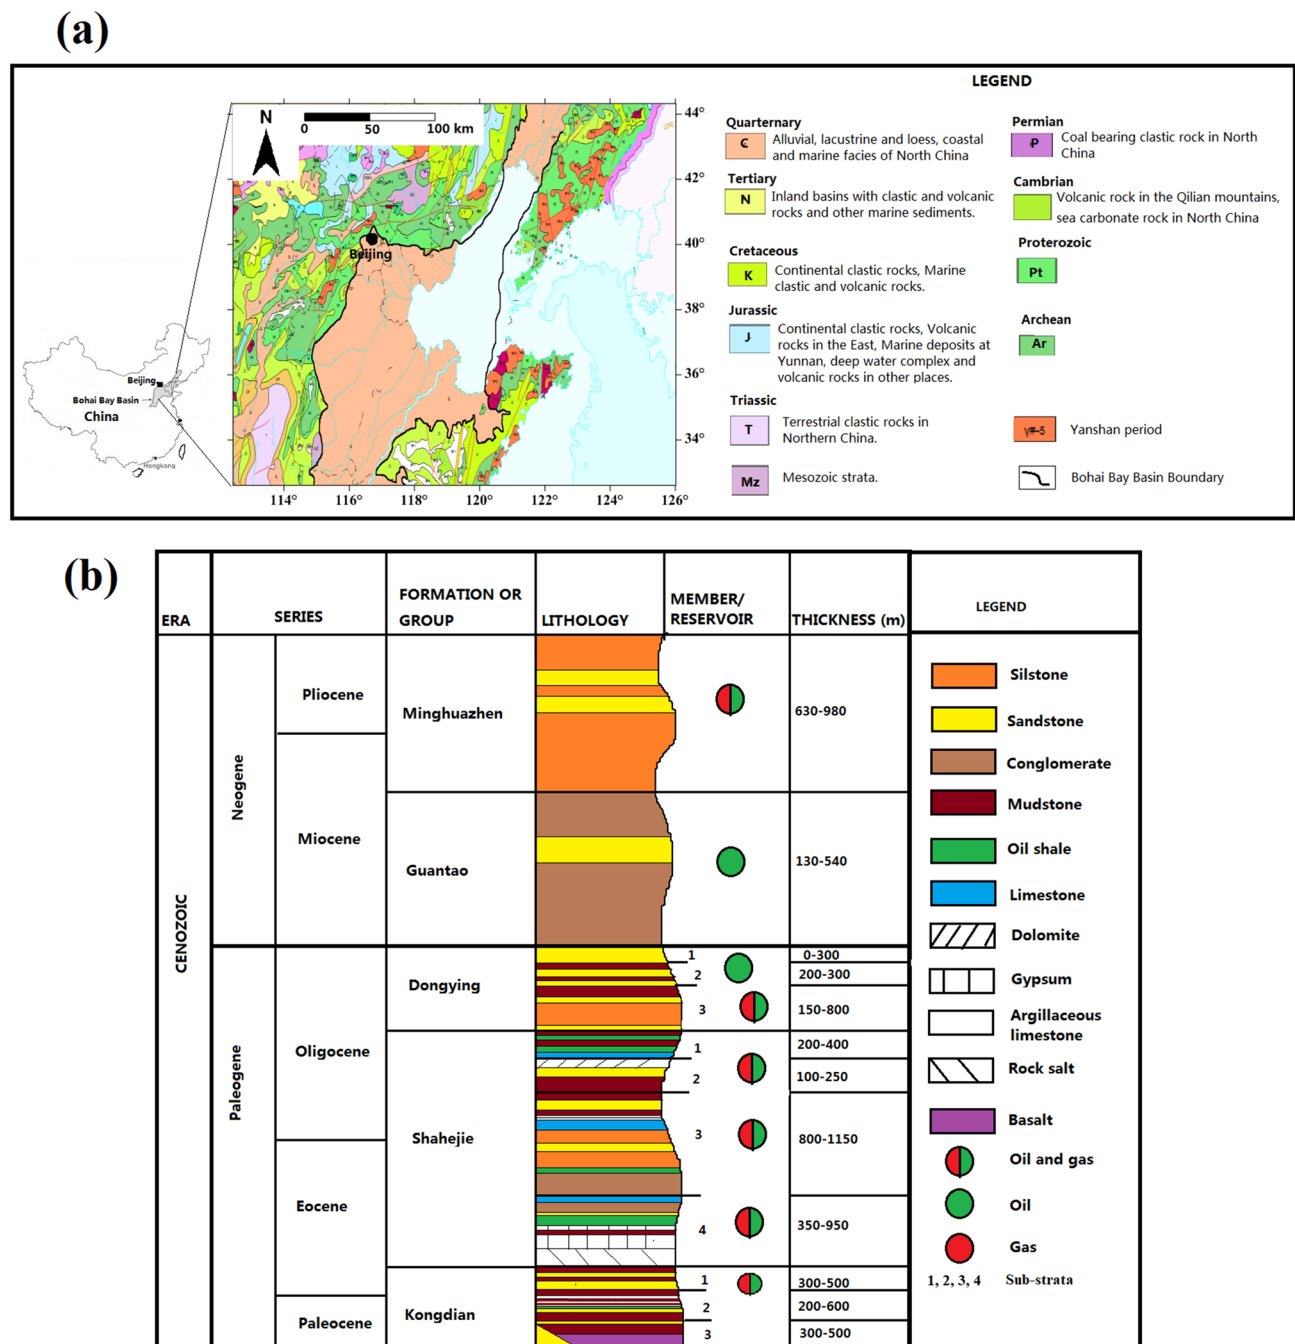 (a)
LEGEND
N
0 50 100 km
44°
42°
40°
38°
36°
34°
114° 116° 118° 120° 122° 124° 126°
Beijing
Beijing
Bohai Bay Basin
China
Hongkong
Quarternary
Є
Alluvial, lacustrine and loess, coastal
and marine facies of North China
Tertiary
N
Inland basins with clastic and volcanic
rocks and other marine sediments.
Cretaceous
K
Continental clastic rocks, Marine
clastic and volcanic rocks.
Jurassic
J
Continental clastic rocks, Volcanic
rocks in the East, Marine deposits at
Yunnan, deep water complex and
volcanic rocks in other places.
Triassic
T
Terrestrial clastic rocks in
Northern China.
Mz
Mesozoic strata.
Permian
P
Coal bearing clastic rock in North
China
Cambrian
Volcanic rock in the Qilian mountains,
sea carbonate rock in North China
Proterozoic
Pt
Archean
Ar
Yanshan period
Bohai Bay Basin Boundary
(b)
ERA
SERIES
FORMATION OR
GROUP
LITHOLOGY
MEMBER/
RESERVOIR
THICKNESS (m)
LEGEND
CENOZOIC
Neogene
Pliocene
Minghuazhen
630-980
Miocene
Guantao
130-540
Paleogene
Oligocene
Dongying
1
0-300
2
200-300
3
150-800
Shahejie
1
200-400
2
100-250
3
800-1150
Eocene
4
350-950
Kongdian
1
300-500
Paleocene
2
200-600
3
300-500
Silstone
Sandstone
Conglomerate
Mudstone
Oil shale
Limestone
Dolomite
Gypsum
Argillaceous
limestone
Rock salt
Basalt
Oil and gas
Oil
Gas
1, 2, 3, 4 Sub-strata